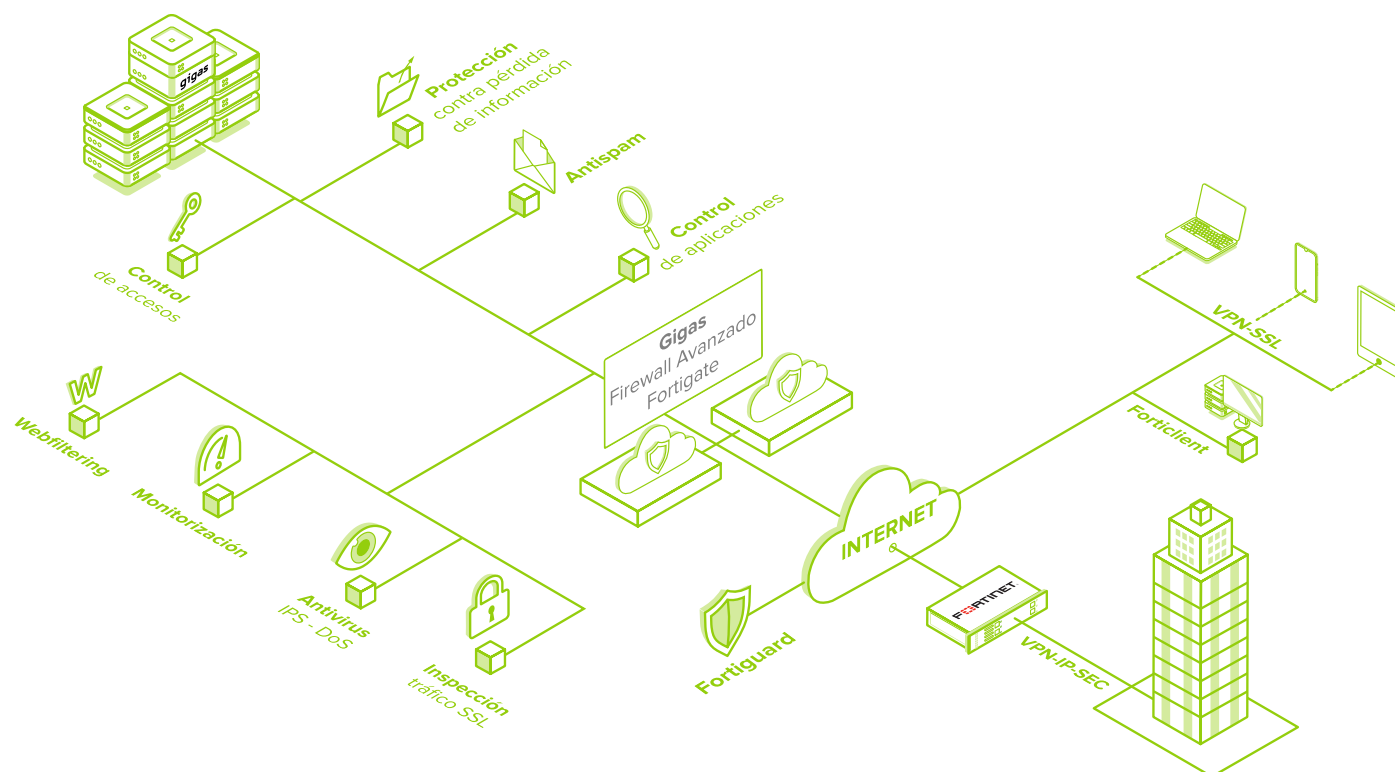 gigas
Protección
contra pérdida
de información
Antispam
Control
de aplicaciones
Control
de accesos
Gigas
Firewall Avanzado
Fortigate
W
Webfiltering
Monitorización
Antivirus
IPS - DoS
Inspección
tráfico SSL
INTERNET
Fortiguard
FORTINET
VPN-IP-SEC
VPN-SSL
Forticlient